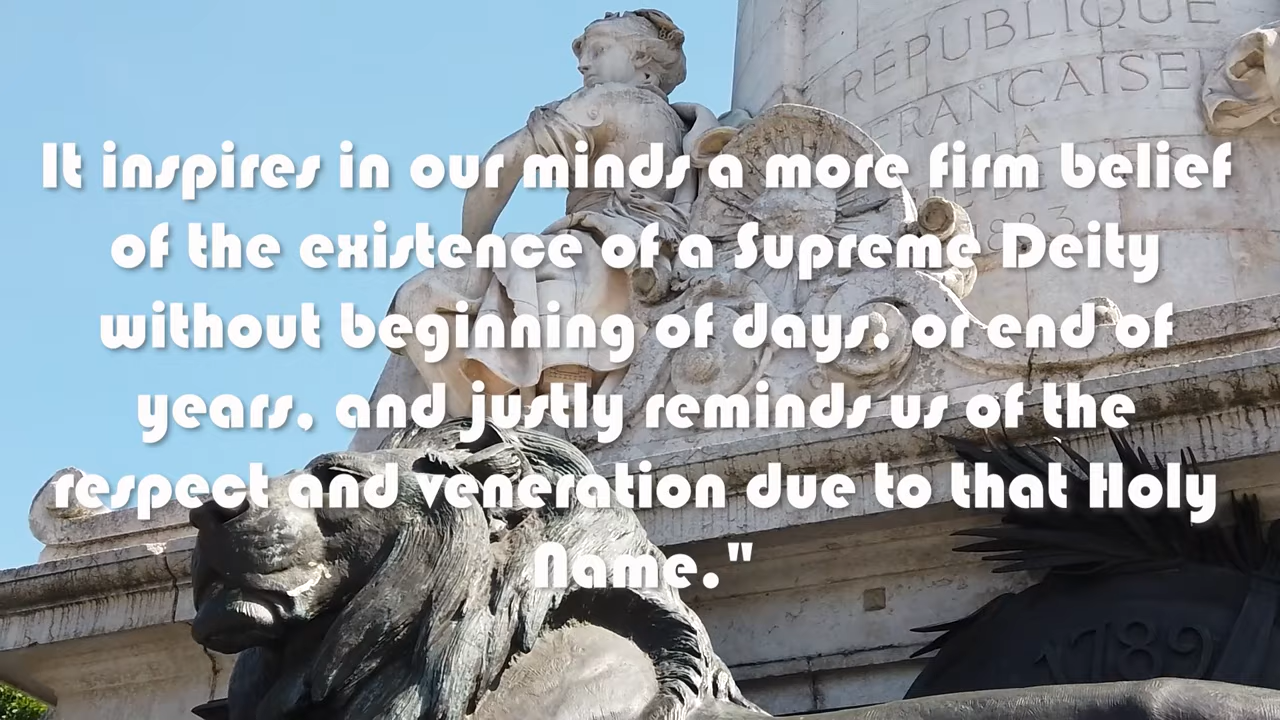 RÉPUBLIQUE
FRANÇAISE
LA
1883
It inspires in our minds a more firm belief
of the existence of a Supreme Deity
without beginning of days, or end of
years, and justly reminds us of the
respect and veneration due to that Holy
Name."
1789